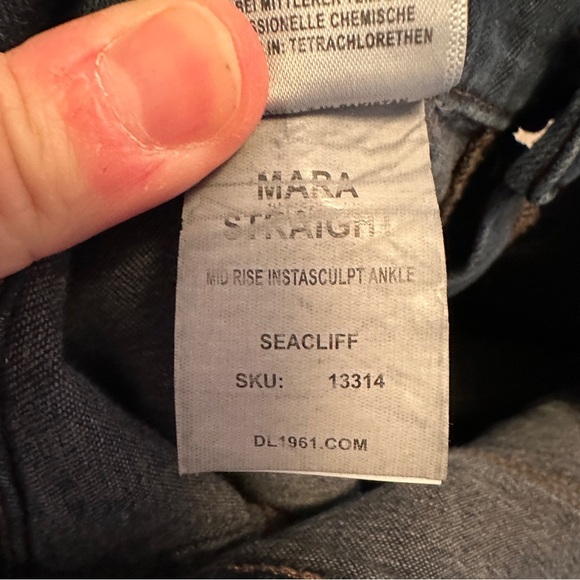 BEI MITTLERER
SSIONELLE CHEMISCHE
IN: TETRACHLORETHEN
MARA
STRAIGHT
MID RISE INSTASCULPT ANKLE
SEACLIFF
SKU: 13314
DL1961.COM